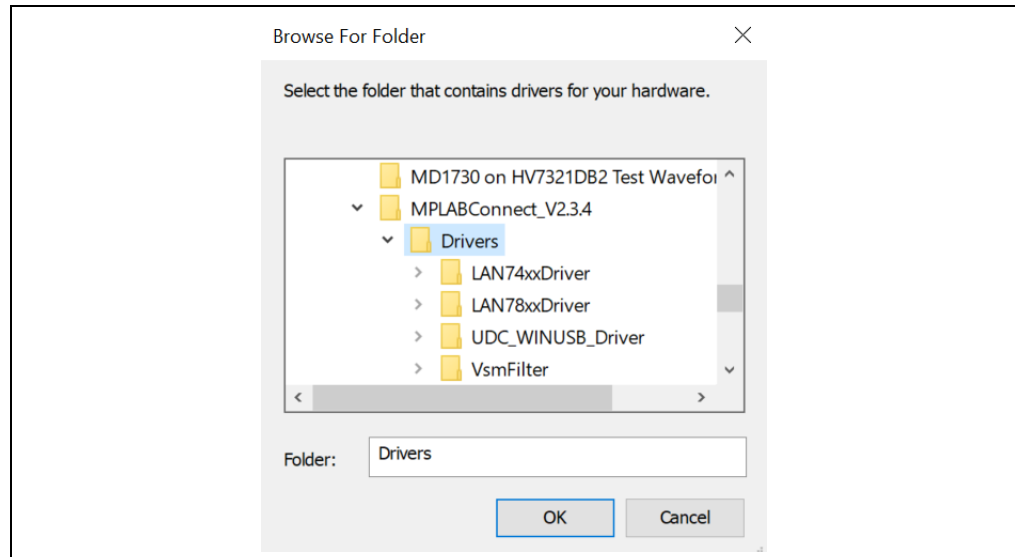 Browse For Folder
Select the folder that contains drivers for your hardware.
MD1730 on HV7321DB2 Test Wavefor
MPLABConnect_V2.3.4
Drivers
LAN74xxDriver
LAN78xxDriver
UDC_WINUSB_Driver
VsmFilter
Folder: Drivers
OK Cancel